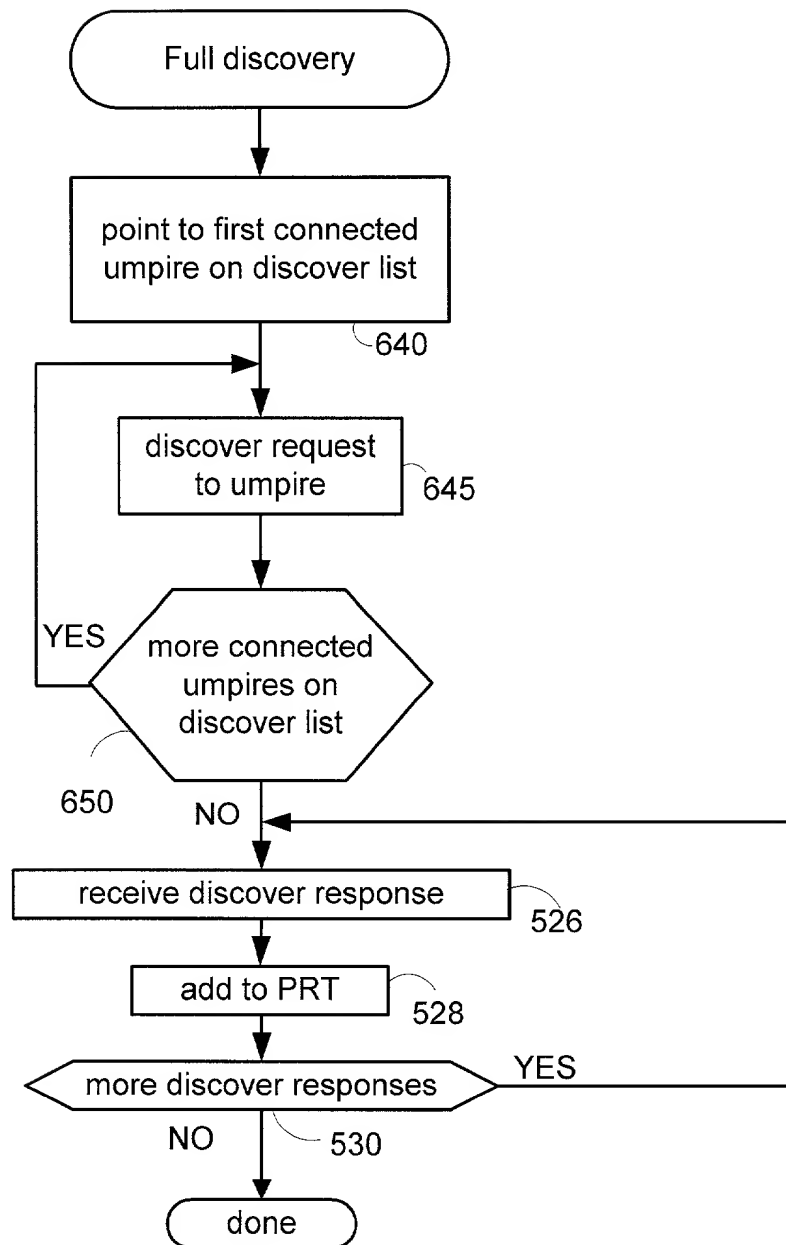 Full discovery
point to first connected
umpire on discover list
640
discover request
to umpire
645
YES
more connected
umpires on
discover list
650
NO
receive discover response
526
add to PRT
528
more discover responses
YES
530
NO
done